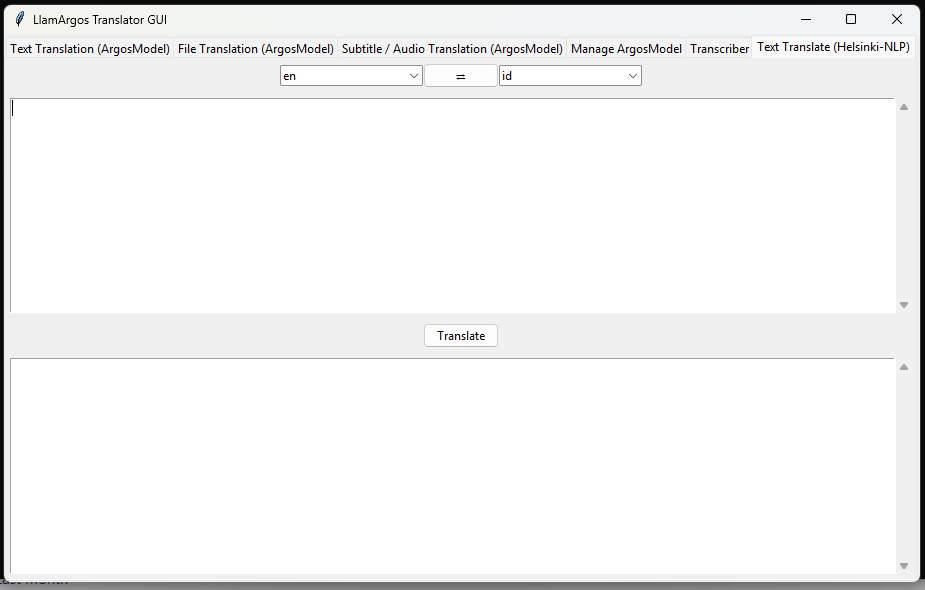 LlamArgos Translator GUI
Text Translation (ArgosModel) File Translation (ArgosModel) Subtitle / Audio Translation (ArgosModel) Manage ArgosModel Transcriber Text Translate (Helsinki-NLP)
en = id
Translate